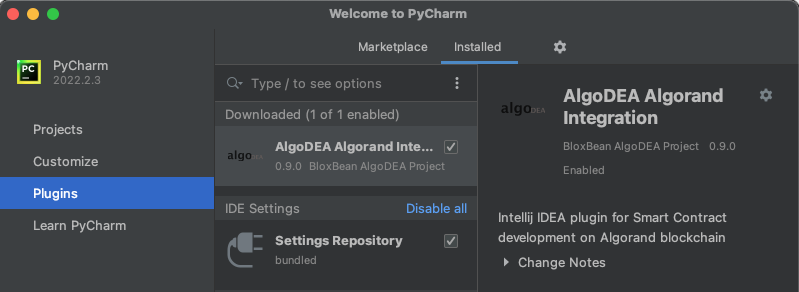 Welcome to PyCharm
PC
PyCharm
2022.2.3
Projects
Customize
Plugins
Learn PyCharm
Marketplace
Installed
Type / to see options
Downloaded (1 of 1 enabled)
algoDEA
AlgoDEA Algorand Inte...
0.9.0 BloxBean AlgoDEA Project
IDE Settings
Disable all
Settings Repository
bundled
algoDEA
AlgoDEA Algorand
Integration
BloxBean AlgoDEA Project 0.9.0
Enabled
Intellij IDEA plugin for Smart Contract
development on Algorand blockchain
Change Notes